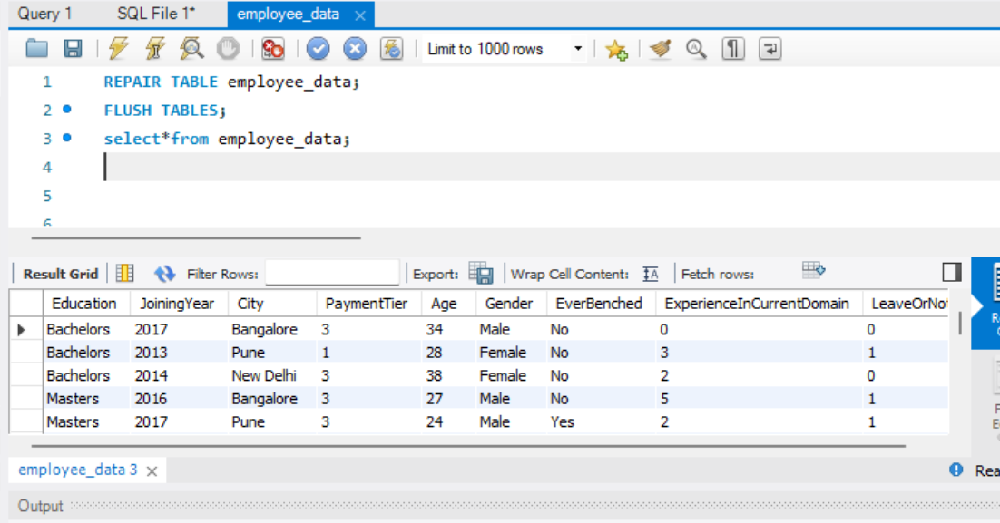 Query 1 SQL File 1* employee_data
Limit to 1000 rows
1 REPAIR TABLE employee_data;
2 FLUSH TABLES;
3 select*from employee_data;
4
5
6
Result Grid Filter Rows: Export: Wrap Cell Content: Fetch rows:
Education JoiningYear City PaymentTier Age Gender EverBenched ExperienceInCurrentDomain LeaveOrNot
Bachelors 2017 Bangalore 3 34 Male No 0 0
Bachelors 2013 Pune 1 28 Female No 3 1
Bachelors 2014 New Delhi 3 38 Female No 2 0
Masters 2016 Bangalore 3 27 Male No 5 1
Masters 2017 Pune 3 24 Male Yes 2 1
employee_data 3 Rea
Output